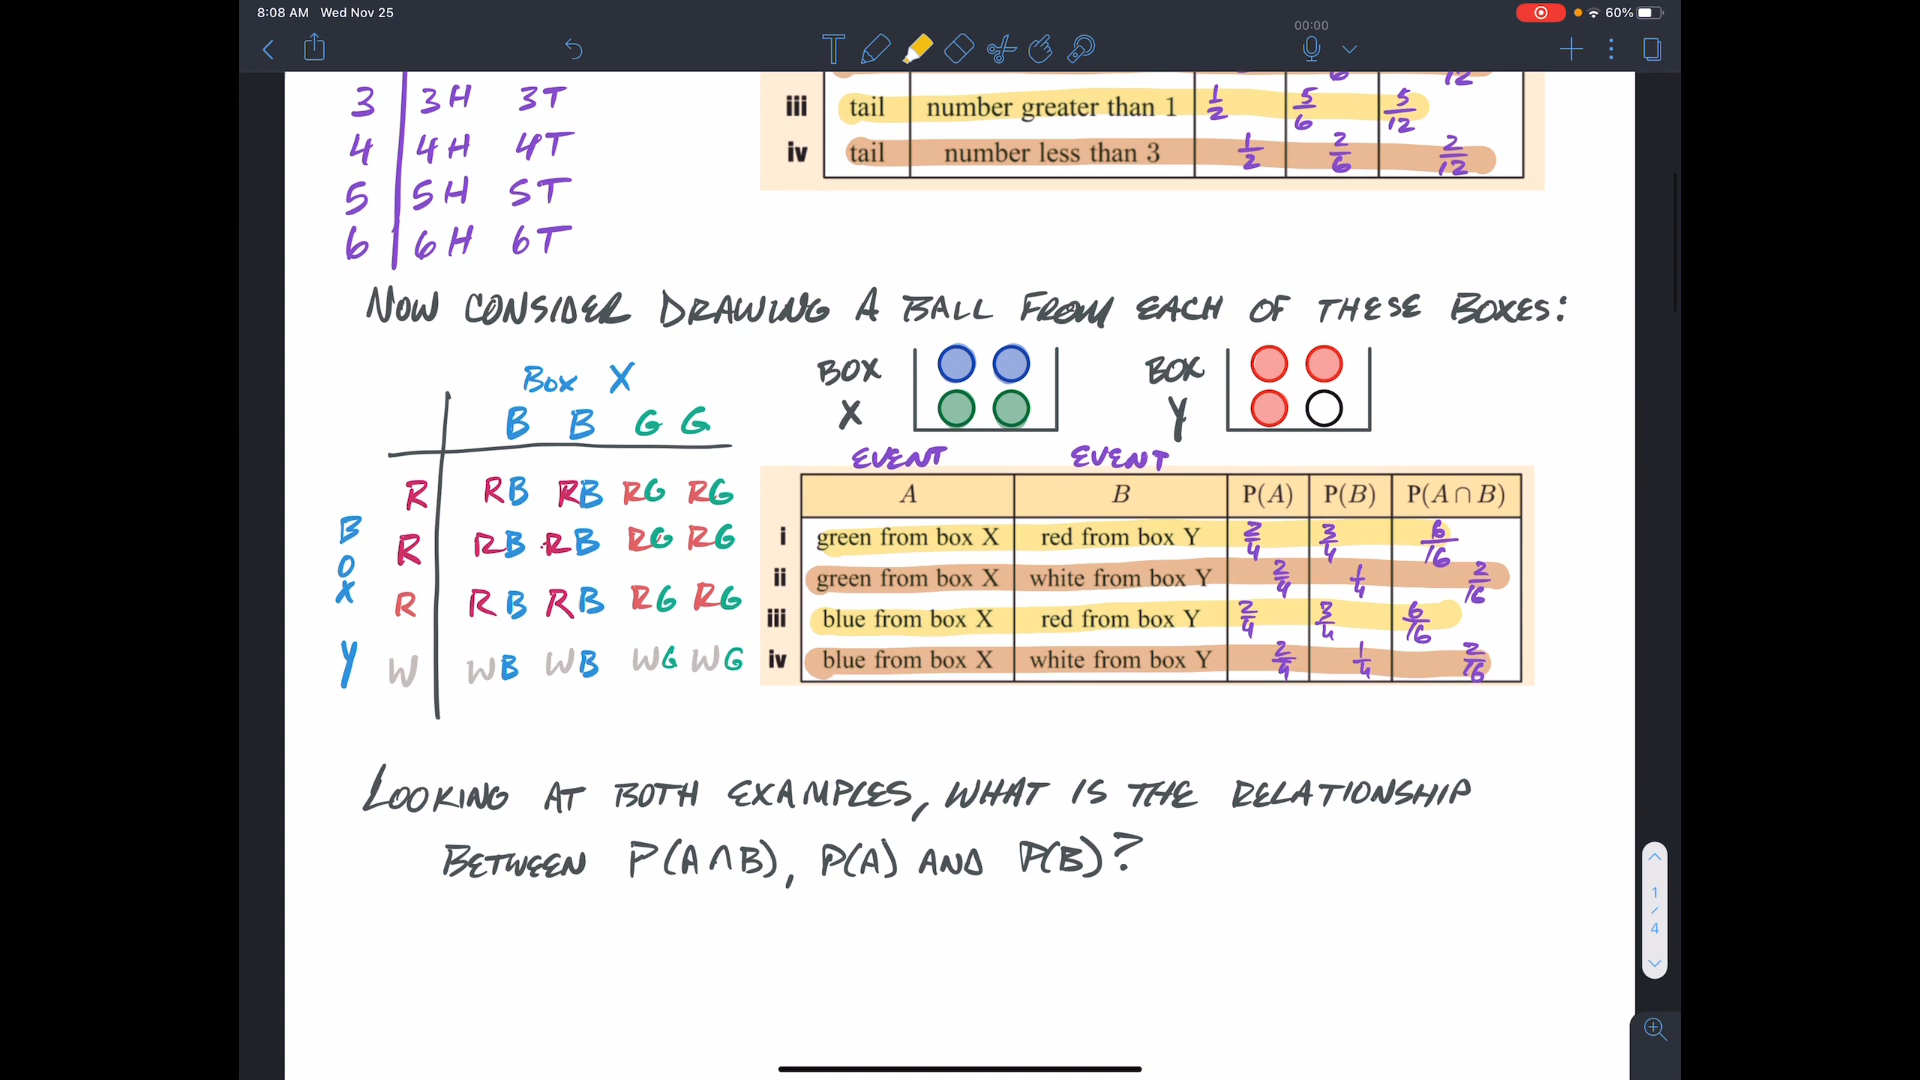 8:08 AM Wed Nov 25
60%
00:00
3 3H 3T
4 4H 4T
5 5H 5T
6 6H 6T
12
iii tail number greater than 1 1/2 5/6 5/12
iv tail number less than 3 1/2 2/6 2/12
NOW CONSIDER DRAWING A BALL FROM EACH OF THESE BOXES:
BOX X
BOX Y
Box X
B B G G
R RB RB RG RG
R RB RB RG RG
R RB RB RG RG
W WB WB WG WG
BOX Y
EVENT EVENT
A B P(A) P(B) P(A ∩ B)
i green from box X red from box Y 2/4 3/4 6/16
ii green from box X white from box Y 2/4 1/4 2/16
iii blue from box X red from box Y 2/4 3/4 6/16
iv blue from box X white from box Y 2/4 1/4 2/16
LOOKING AT BOTH EXAMPLES, WHAT IS THE RELATIONSHIP
BETWEEN P(A∩B), P(A) AND P(B)?
1
/
4